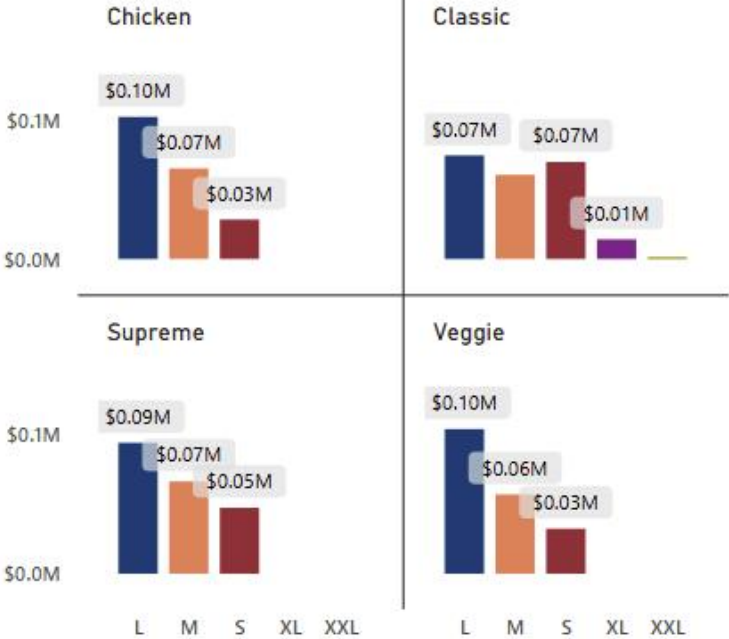 Chicken
Classic
$0.10M
$0.1M
$0.07M
$0.07M
$0.07M
$0.03M
$0.01M
$0.0M
Supreme
Veggie
$0.10M
$0.09M
$0.1M
$0.07M
$0.06M
$0.05M
$0.03M
$0.0M
L M S XL XXL L M S XL XXL